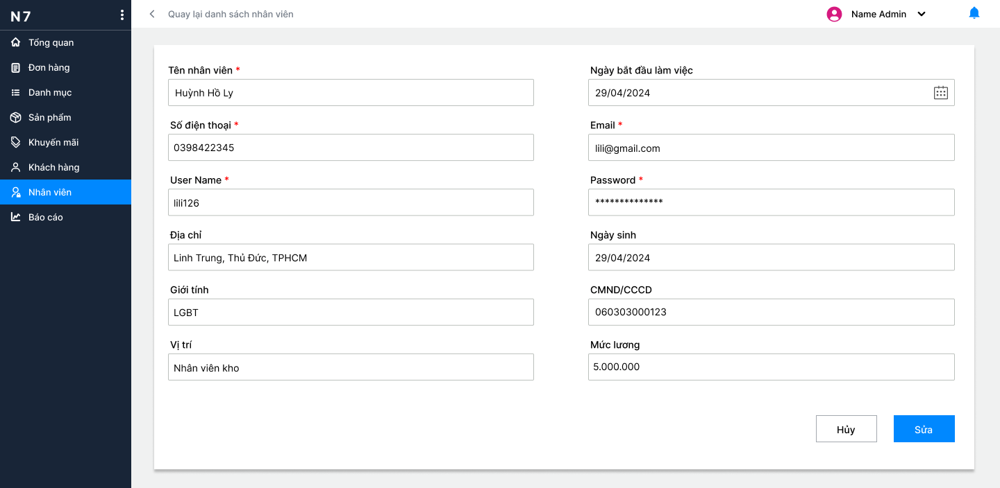 N7
Quay lại danh sách nhân viên
Name Admin
Tổng quan
Đơn hàng
Danh mục
Sản phẩm
Khuyến mãi
Khách hàng
Nhân viên
Báo cáo
Tên nhân viên *
Huỳnh Hồ Ly
Ngày bắt đầu làm việc
29/04/2024
Số điện thoại *
0398422345
Email *
lili@gmail.com
User Name *
lili126
Password *
**************
Địa chỉ
Linh Trung, Thủ Đức, TPHCM
Ngày sinh
29/04/2024
Giới tính
LGBT
CMND/CCCD
060303000123
Vị trí
Nhân viên kho
Mức lương
5.000.000
Hủy
Sửa